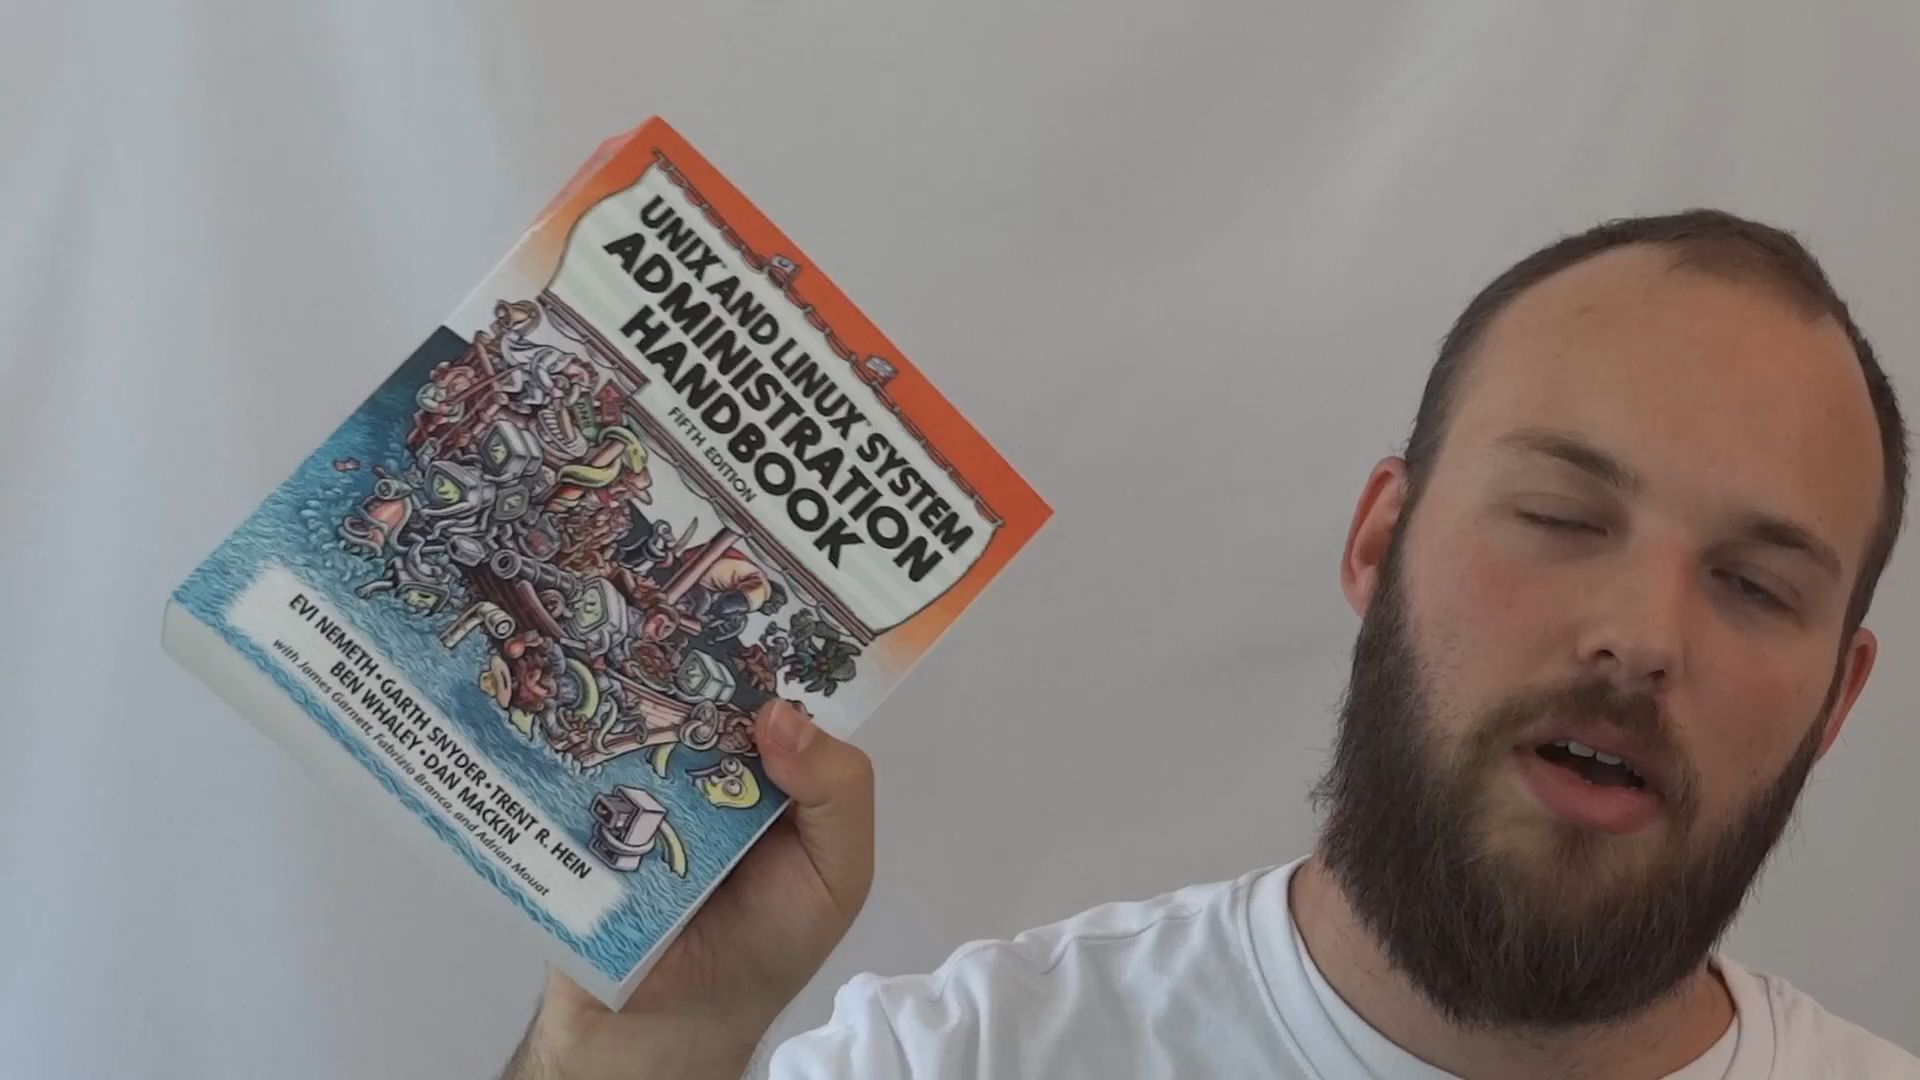 UNIX AND LINUX SYSTEM
ADMINISTRATION
HANDBOOK
FIFTH EDITION
EVI NEMETH • GARTH SNYDER • TRENT R. HEIN
BEN WHALEY • DAN MACKIN
with James Garnett, Fabrizio Branca, and Adrian Mouat